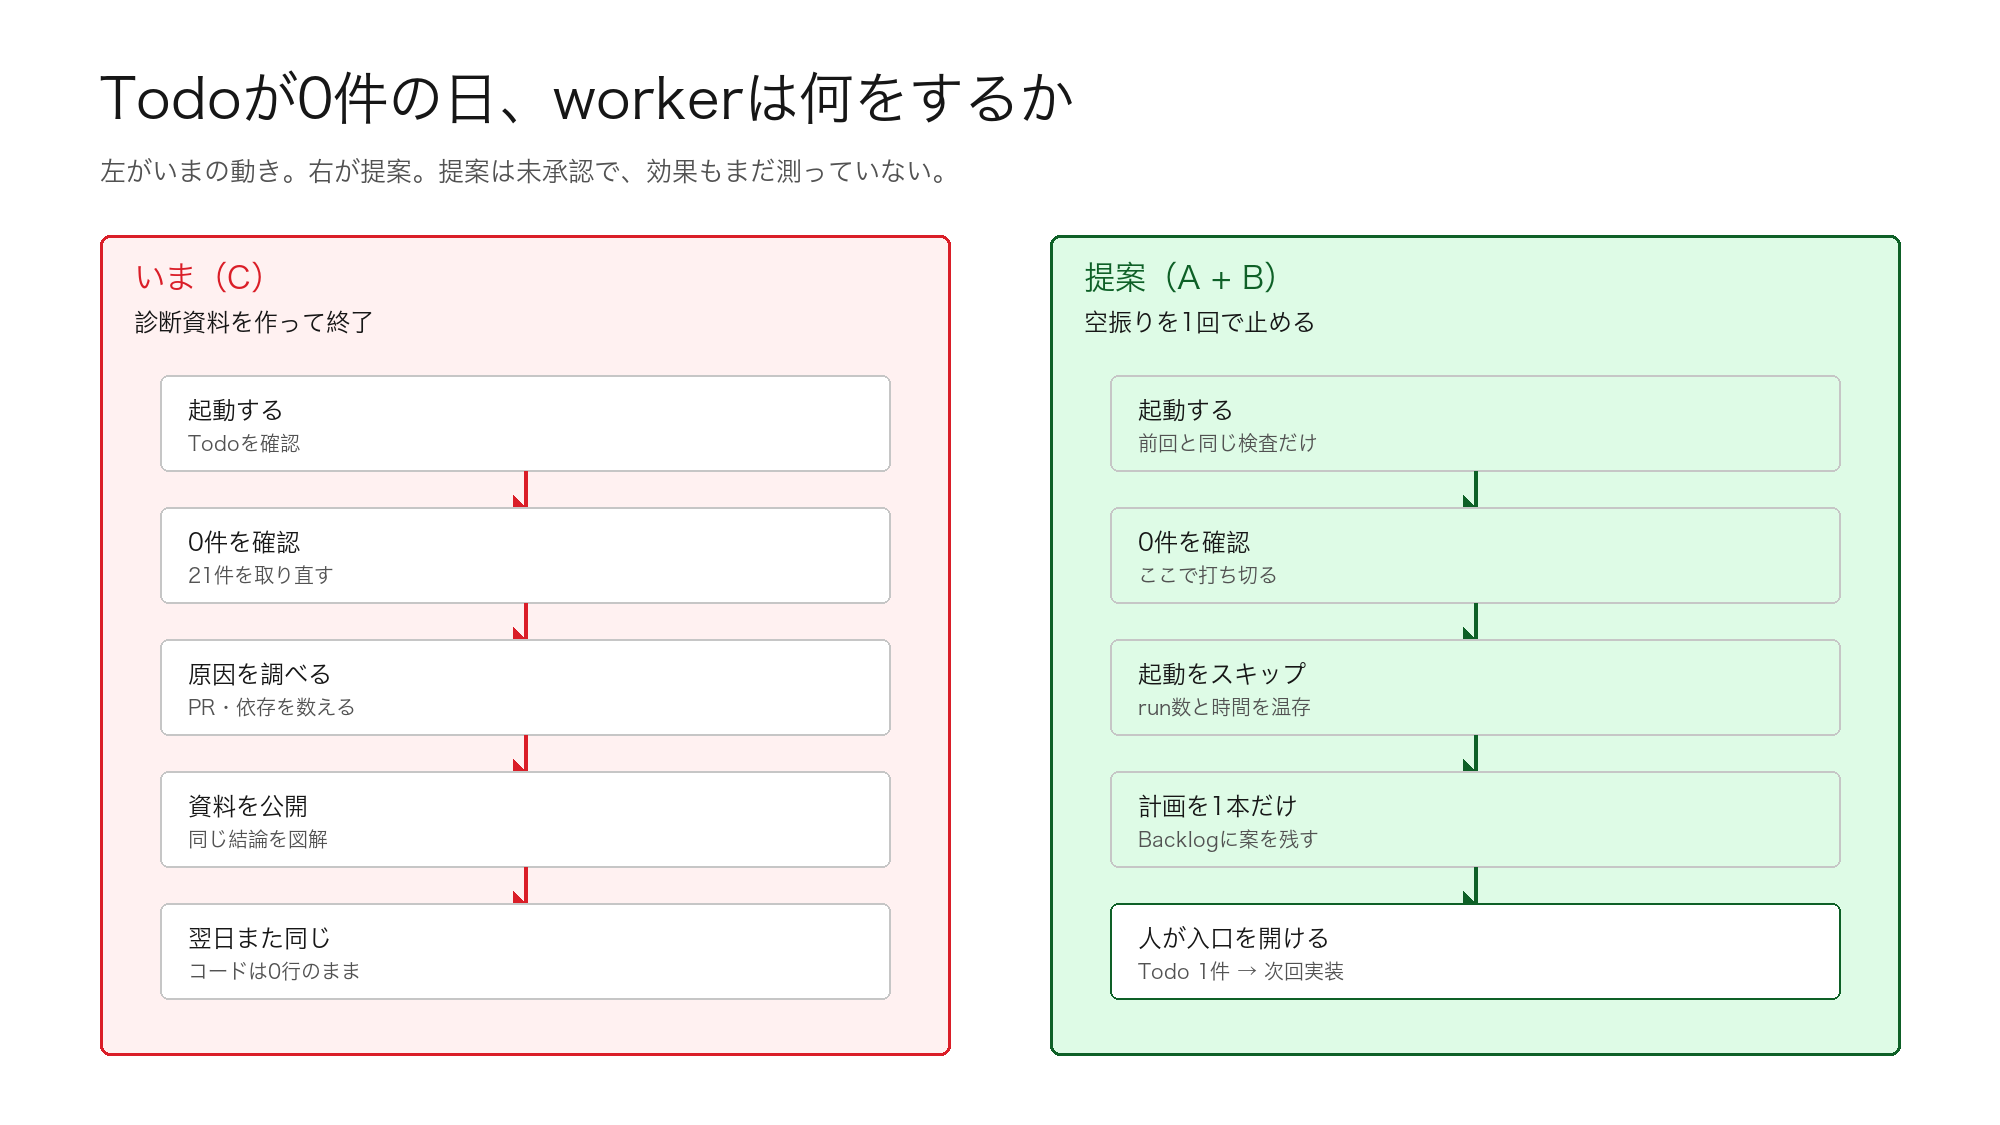 Todoが0件の日、workerは何をするか
左がいまの動き。右が提案。提案は未承認で、効果もまだ測っていない。
いま（C）
診断資料を作って終了
起動する
Todoを確認
0件を確認
21件を取り直す
原因を調べる
PR・依存を数える
資料を公開
同じ結論を図解
翌日また同じ
コードは0行のまま
提案（A + B）
空振りを1回で止める
起動する
前回と同じ検査だけ
0件を確認
ここで打ち切る
起動をスキップ
run数と時間を温存
計画を1本だけ
Backlogに案を残す
人が入口を開ける
Todo 1件 → 次回実装